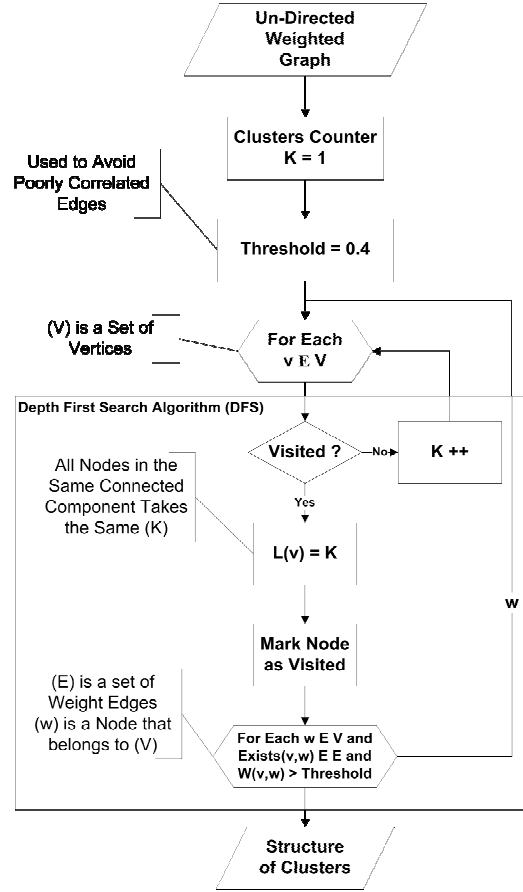 Un-Directed
Weighted
Graph
Clusters Counter
K = 1
Used to Avoid
Poorly Correlated
Edges
Threshold = 0.4
(V) is a Set of
Vertices
For Each
v E V
Depth First Search Algorithm (DFS)
Visited ?
No
K ++
Yes
All Nodes in the
Same Connected
Component Takes
the Same (K)
L(v) = K
w
Mark Node
as Visited
(E) is a set of
Weight Edges
(w) is a Node that
belongs to (V)
For Each w E V and
Exists(v,w) E E and
W(v,w) > Threshold
Structure
of Clusters